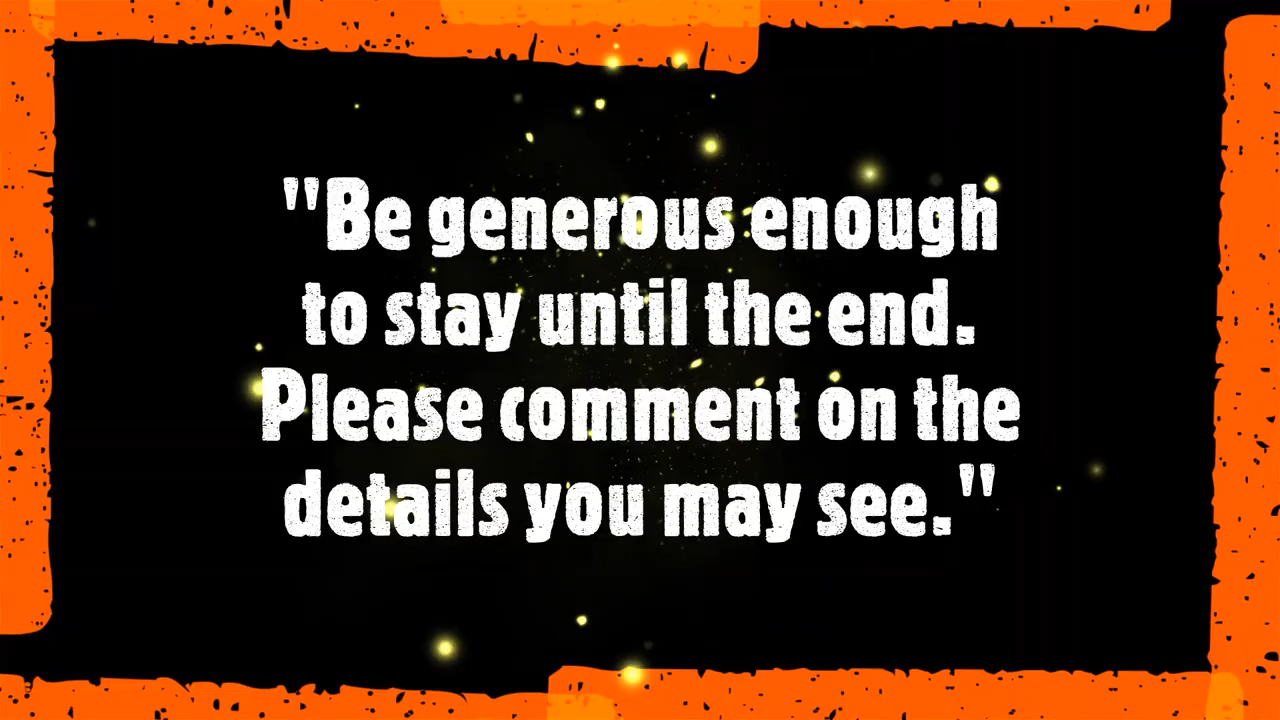 "Be generous enough
to stay until the end.
Please comment on the
details you may see."